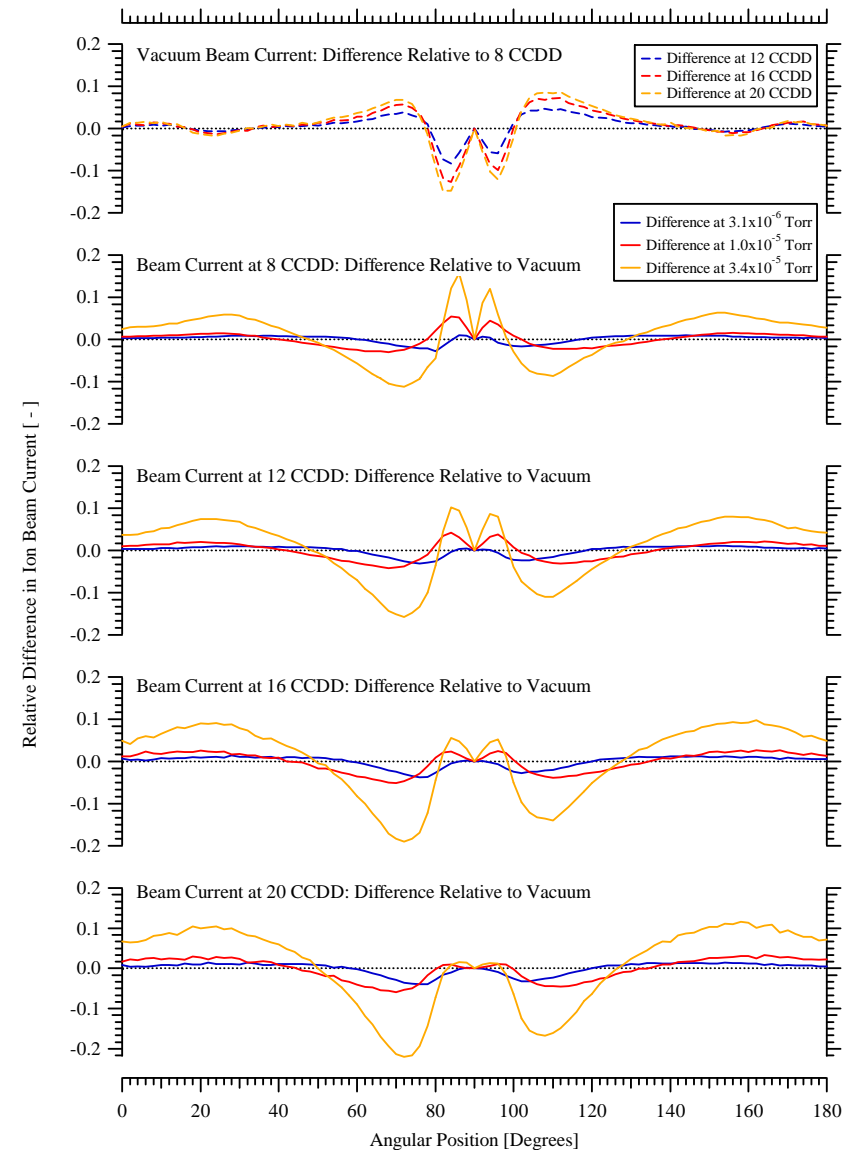 Vacuum Beam Current: Difference Relative to 8 CCDD
Difference at 12 CCDD
Difference at 16 CCDD
Difference at 20 CCDD
0.2
0.1
0.0
-0.1
-0.2
Difference at 3.1x10^-6 Torr
Difference at 1.0x10^-5 Torr
Difference at 3.4x10^-5 Torr
Beam Current at 8 CCDD: Difference Relative to Vacuum
0.2
0.1
0.0
-0.1
-0.2
Beam Current at 12 CCDD: Difference Relative to Vacuum
0.2
0.1
0.0
-0.1
-0.2
Beam Current at 16 CCDD: Difference Relative to Vacuum
0.2
0.1
0.0
-0.1
-0.2
Beam Current at 20 CCDD: Difference Relative to Vacuum
0.2
0.1
0.0
-0.1
-0.2
Relative Difference in Ion Beam Current [ - ]
0 20 40 60 80 100 120 140 160 180
Angular Position [Degrees]